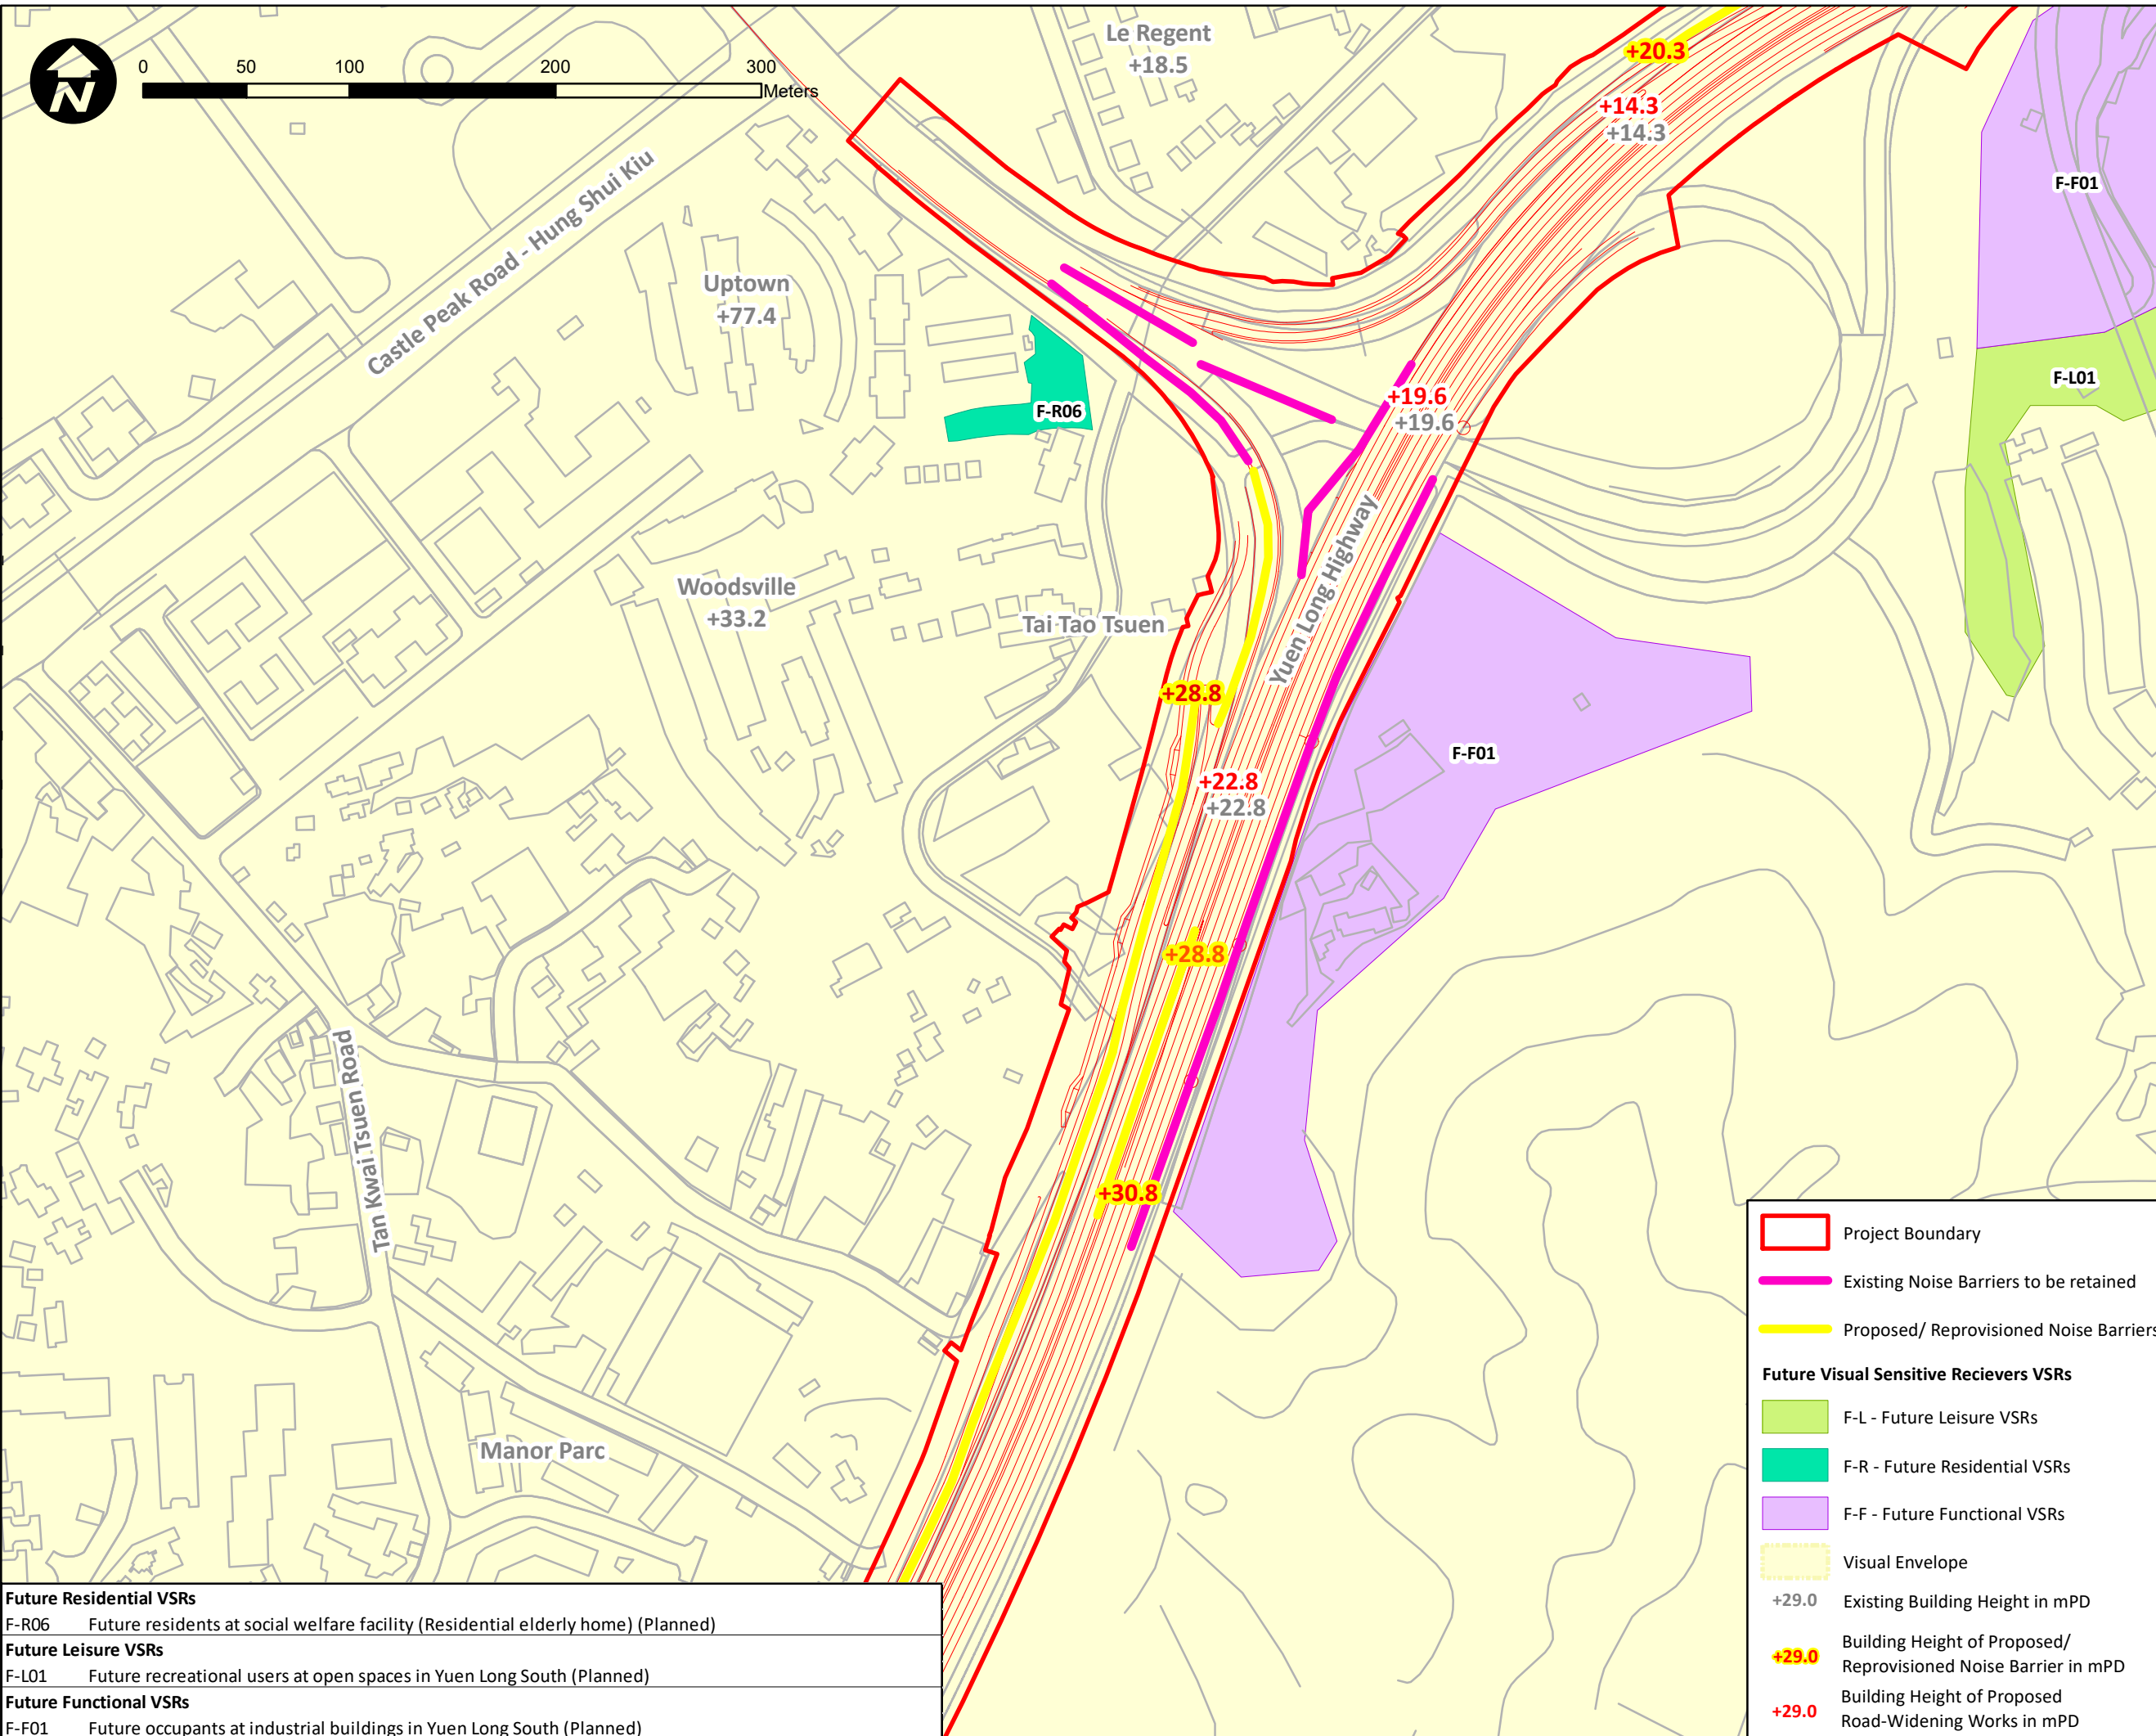 N
0 50 100 200 300
Meters
Le Regent
+18.5
+20.3
+14.3
+14.3
F-F01
Castle Peak Road - Hung Shui Kiu
Uptown
+77.4
F-R06
F-L01
+19.6
+19.6
Yuen Long Highway
Woodsville
+33.2
Tai Tao Tsuen
+28.8
F-F01
+22.8
+22.8
+28.8
Tan Kwai Tsuen Road
+30.8
Manor Parc
Project Boundary
Existing Noise Barriers to be retained
Proposed/ Reprovisioned Noise Barriers
Future Visual Sensitive Recievers VSRs
F-L - Future Leisure VSRs
F-R - Future Residential VSRs
F-F - Future Functional VSRs
Visual Envelope
+29.0 Existing Building Height in mPD
+29.0 Building Height of Proposed/
Reprovisioned Noise Barrier in mPD
+29.0 Building Height of Proposed
Road-Widening Works in mPD
Future Residential VSRs
F-R06 Future residents at social welfare facility (Residential elderly home) (Planned)
Future Leisure VSRs
F-L01 Future recreational users at open spaces in Yuen Long South (Planned)
Future Functional VSRs
F-F01 Future occupants at industrial buildings in Yuen Long South (Planned)